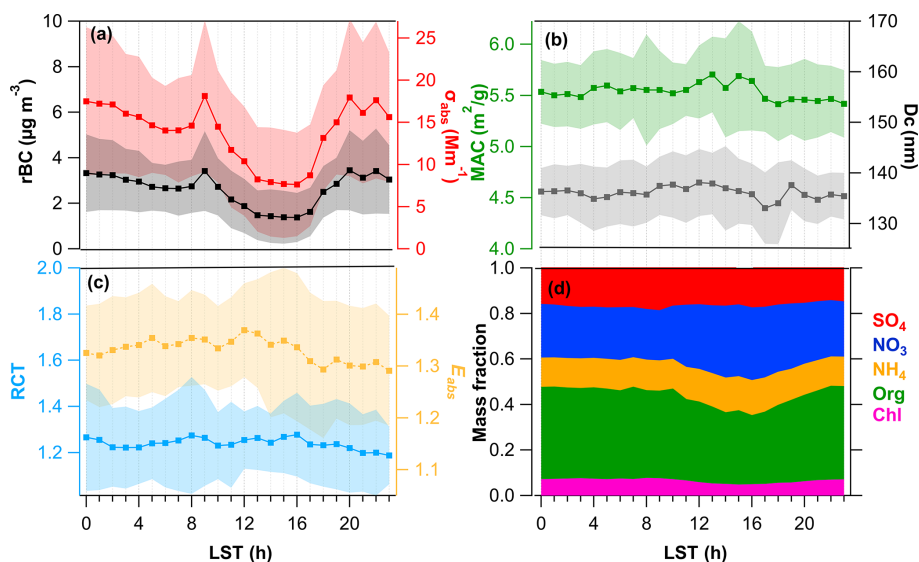 (a)
rBC (µg m-3)
10
8
6
4
2
0
25
20
15
10
5
0
σabs (Mm-1)
(b)
MAC (m2/g)
6.0
5.5
5.0
4.5
4.0
170
160
150
140
130
Dc (nm)
(c)
RCT
2.0
1.8
1.6
1.4
1.2
1.4
1.3
1.2
1.1
Eabs
0 4 8 12 16 20
LST (h)
(d)
Mass fraction
1.0
0.8
0.6
0.4
0.2
0.0
SO4
NO3
NH4
Org
Chl
0 4 8 12 16 20
LST (h)